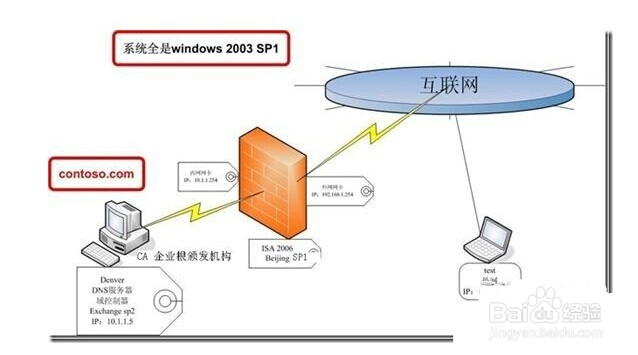 系统全是windows 2003 SP1
互联网
contoso.com
内网网卡
IP: 10.1.1.254
外网网卡
IP: 192.168.1.254
CA 企业根颁发机构
ISA 2006
Beijing SP1
Denver
DNS服务器
域控制器
Exchange sp2
IP: 10.1.1.5
test
IP:
Baidu 经验
jingyan.baidu.com